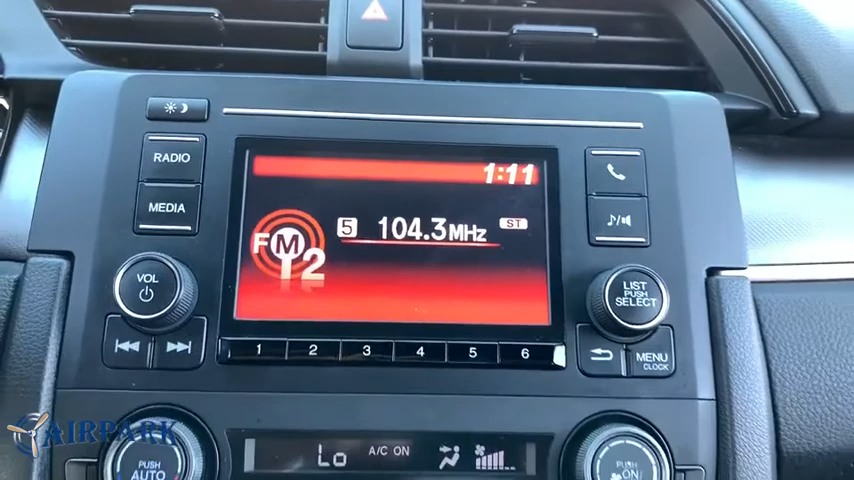 RADIO
MEDIA
1:11
5 104.3MHz ST
FM 2
VOL
LIST
PUSH
SELECT
1 2 3 4 5 6
MENU
CLOCK
AIRPARK
PUSH
AUTO
Lo
A/C ON
PUSH
ON